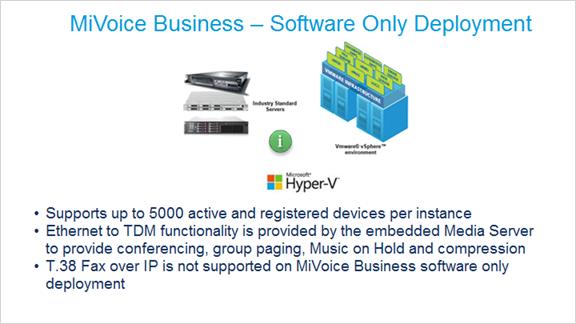 MiVoice Business – Software Only Deployment
VMWARE INFRASTRUCTURE
Industry Standard
Servers
i
VMware® vSphere™
environment
Microsoft®
Hyper-V™
• Supports up to 5000 active and registered devices per instance
• Ethernet to TDM functionality is provided by the embedded Media Server
to provide conferencing, group paging, Music on Hold and compression
• T.38 Fax over IP is not supported on MiVoice Business software only
deployment